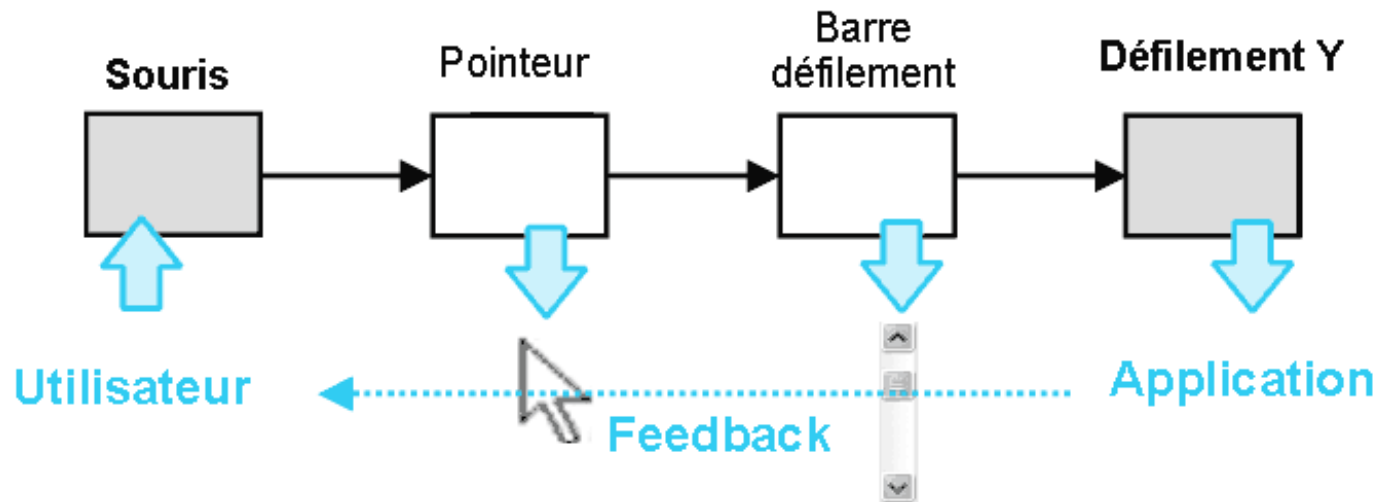 Souris
Pointeur
Barre
défilement
Défilement Y
Utilisateur
Feedback
Application